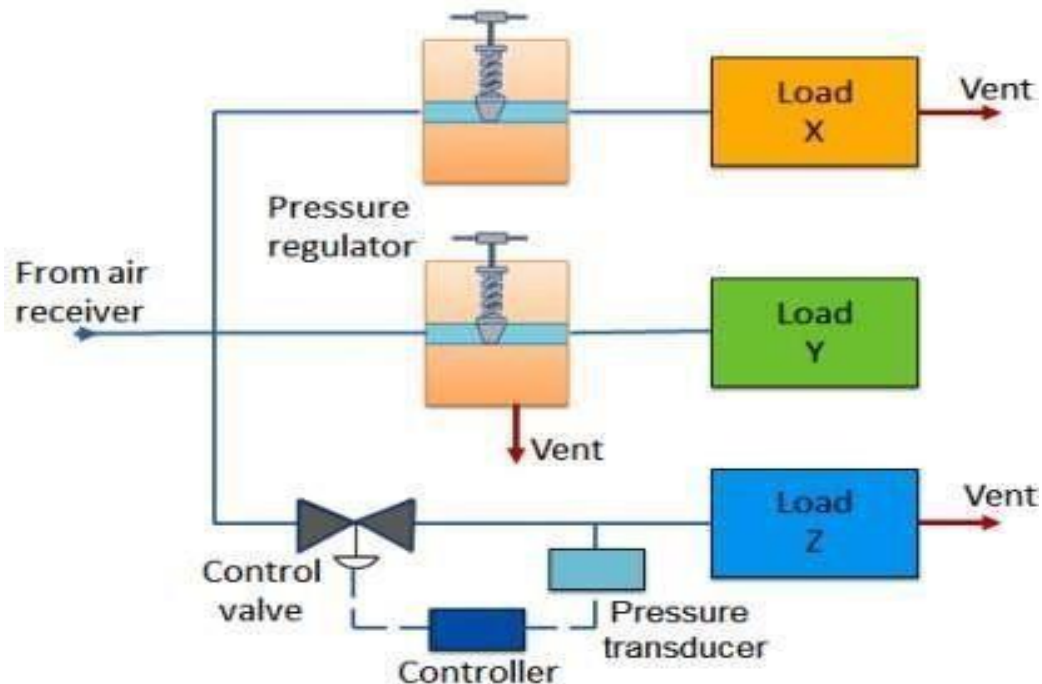 Load
X
Vent
Pressure
regulator
From air
receiver
Load
Y
Vent
Load
Z
Vent
Control
valve
Pressure
transducer
Controller